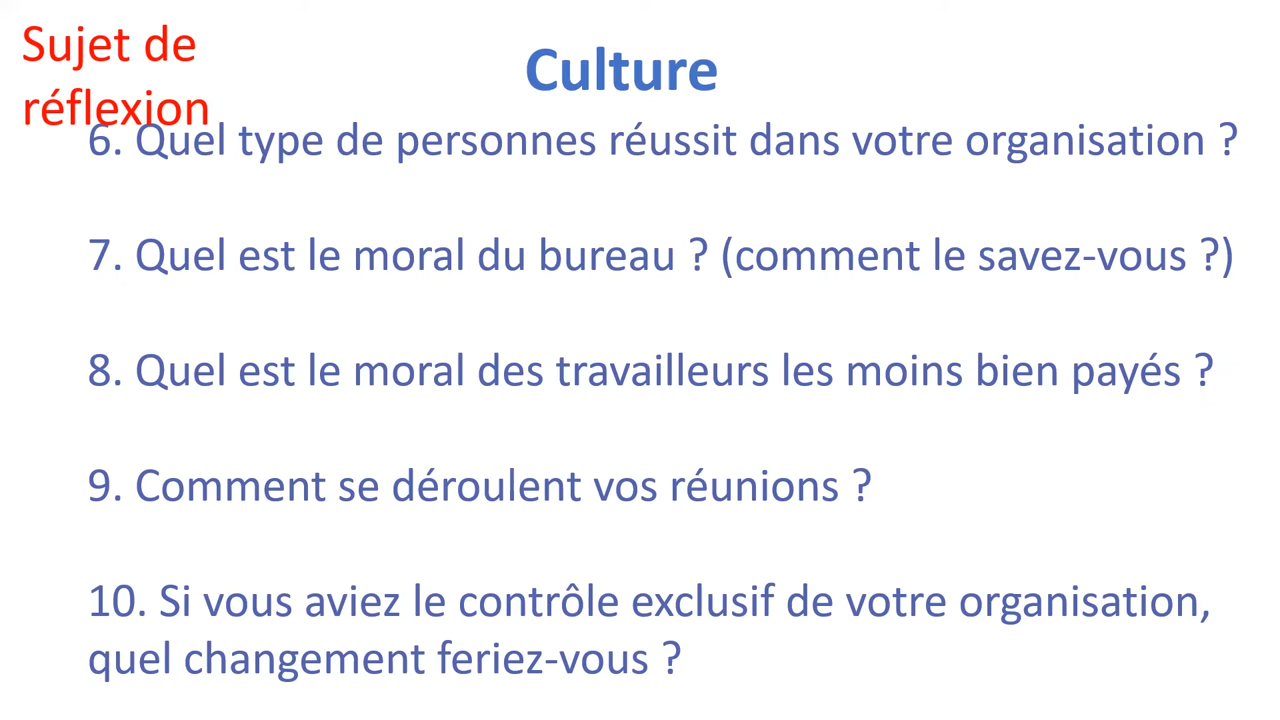 Sujet de
réflexion
Culture
6. Quel type de personnes réussit dans votre organisation ?
7. Quel est le moral du bureau ? (comment le savez-vous ?)
8. Quel est le moral des travailleurs les moins bien payés ?
9. Comment se déroulent vos réunions ?
10. Si vous aviez le contrôle exclusif de votre organisation,
quel changement feriez-vous ?